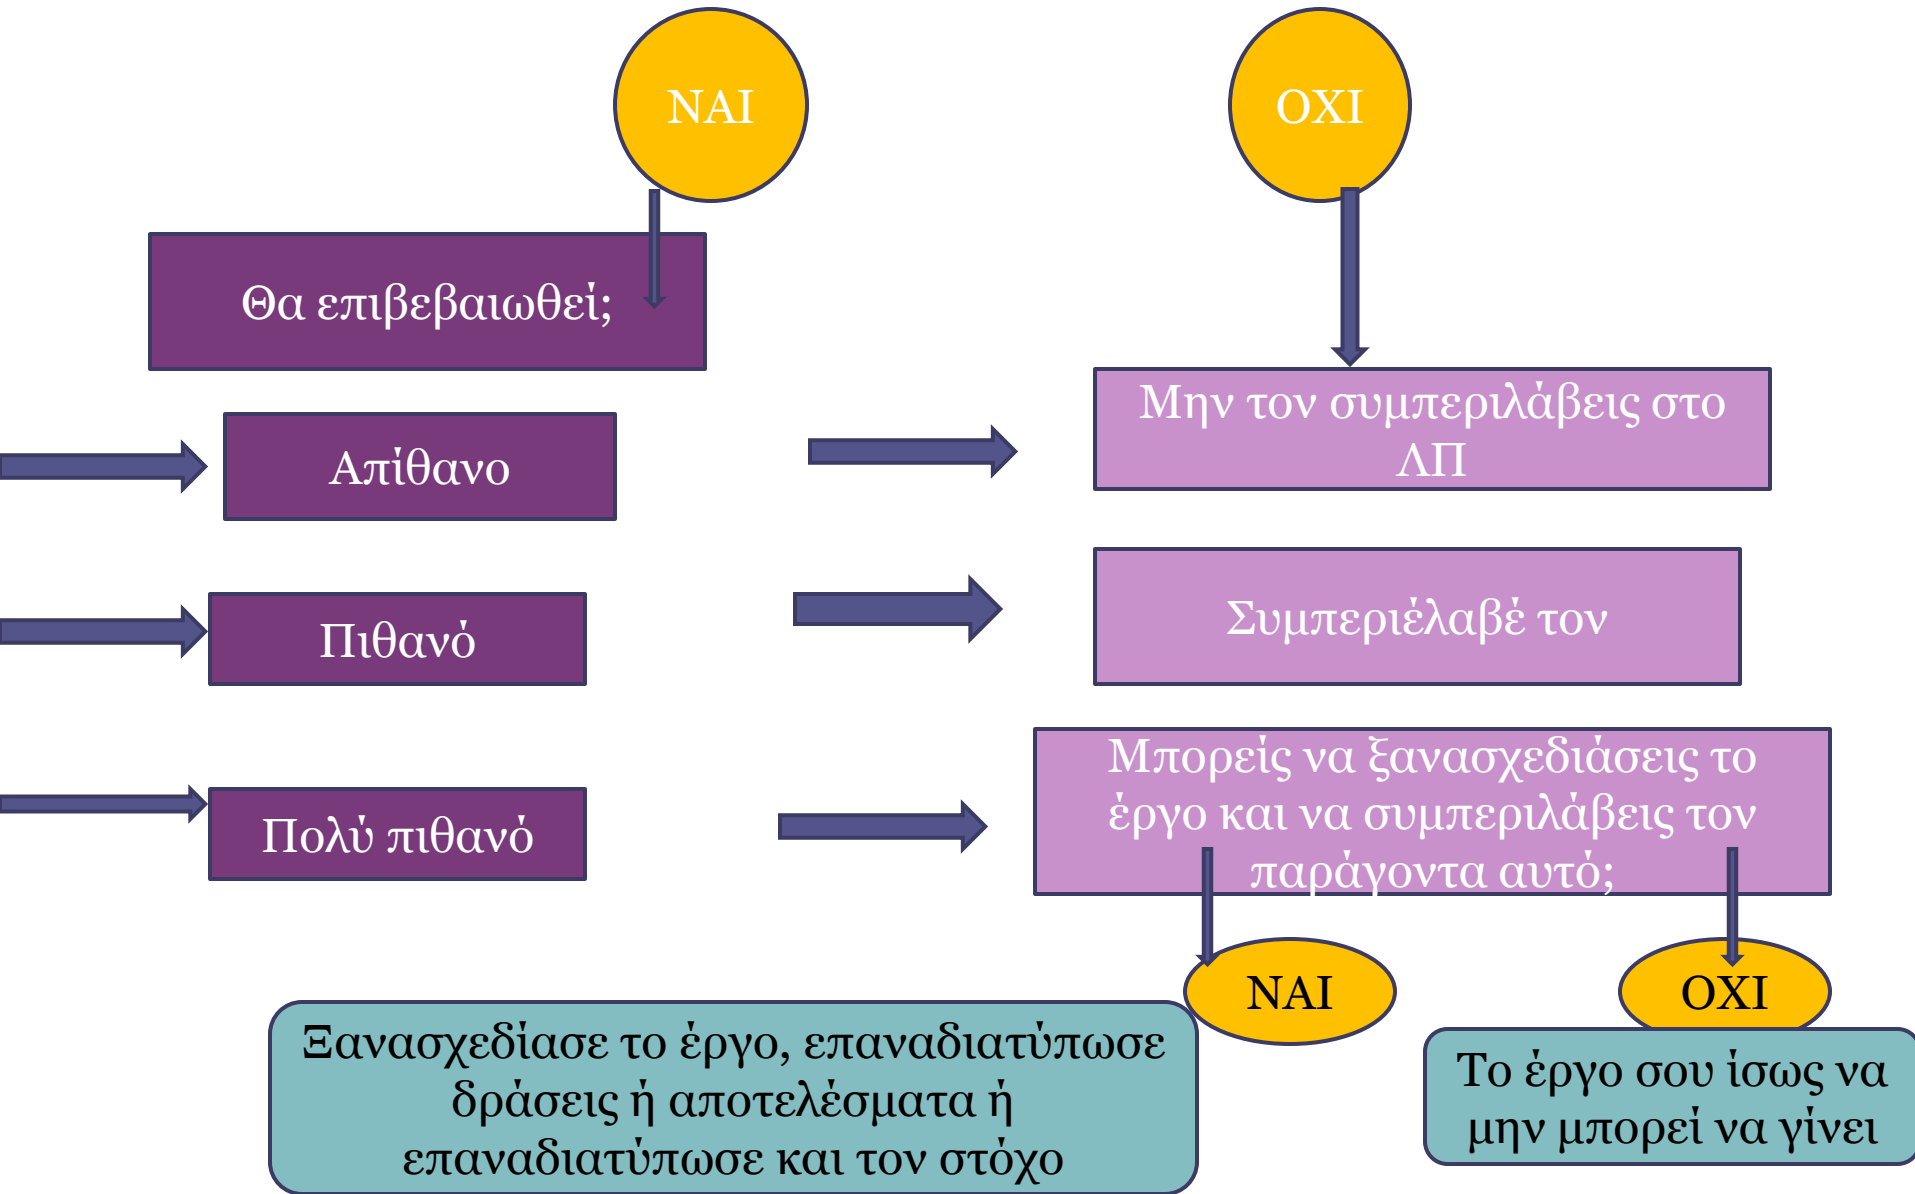 ΝΑΙ
ΟΧΙ
Θα επιβεβαιωθεί;
Μην τον συμπεριλάβεις στο
ΛΠ
Απίθανο
Πιθανό
Συμπεριέλαβέ τον
Πολύ πιθανό
Μπορείς να ξανασχεδιάσεις το
έργο και να συμπεριλάβεις τον
παράγοντα αυτό;
ΝΑΙ
ΟΧΙ
Ξανασχεδίασε το έργο, επαναδιατύπωσε
δράσεις ή αποτελέσματα ή
επαναδιατύπωσε και τον στόχο
Το έργο σου ίσως να
μην μπορεί να γίνει